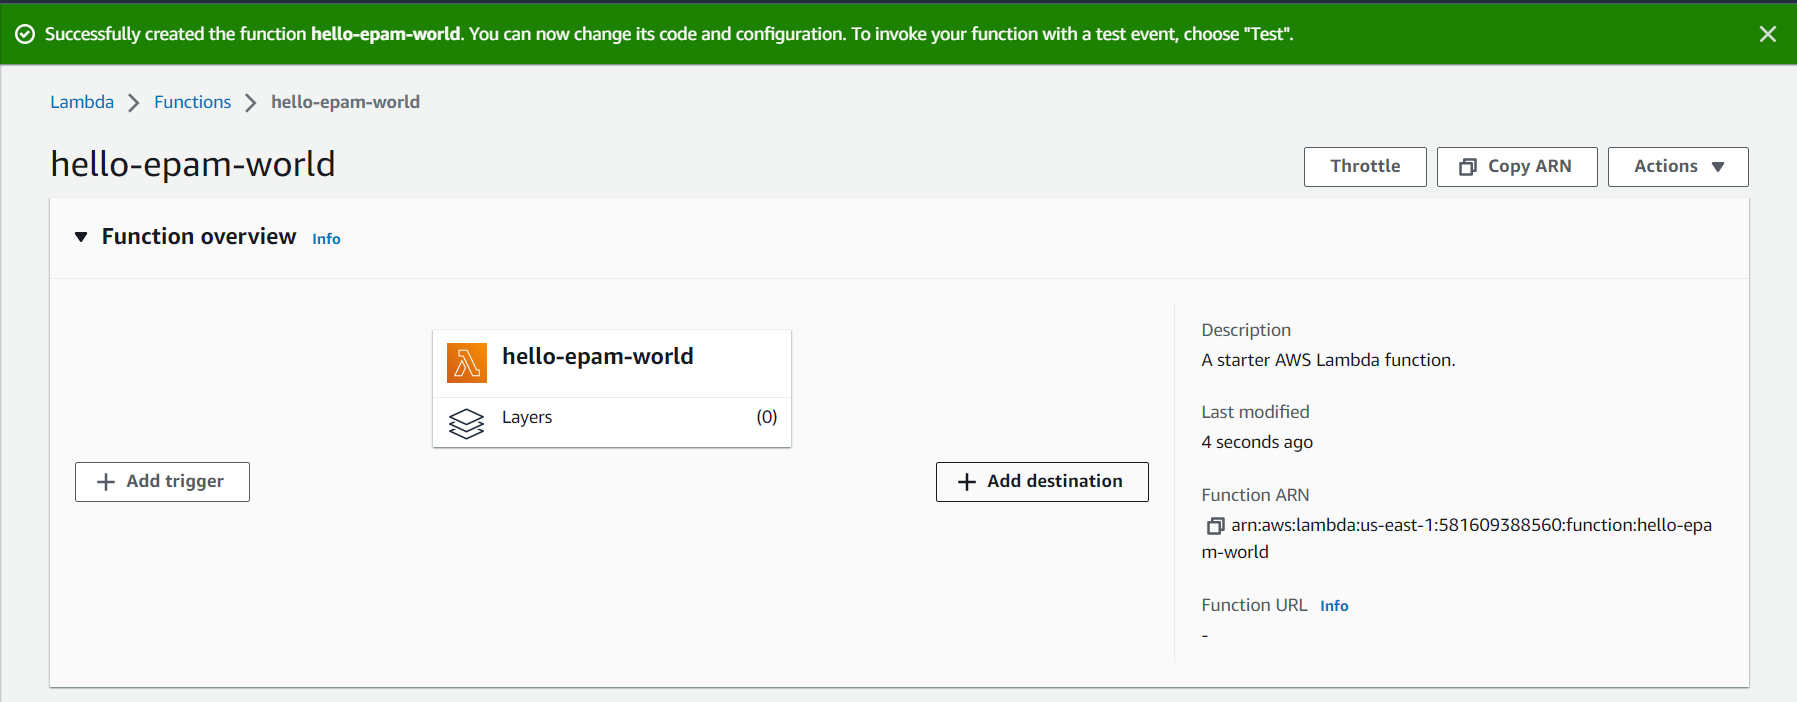 Successfully created the function hello-epam-world. You can now change its code and configuration. To invoke your function with a test event, choose "Test".
Lambda > Functions > hello-epam-world
hello-epam-world
Throttle
Copy ARN
Actions
Function overview Info
hello-epam-world
Layers (0)
Add trigger
Add destination
Description
A starter AWS Lambda function.
Last modified
4 seconds ago
Function ARN
arn:aws:lambda:us-east-1:581609388560:function:hello-epa
m-world
Function URL Info
-